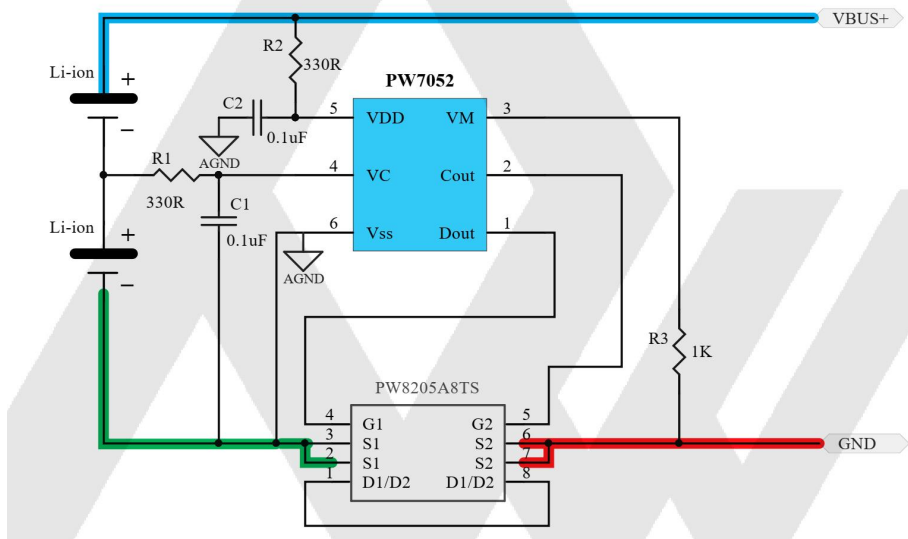 VBUS+
R2
330R
Li-ion
+
−
PW7052
C2
0.1uF
AGND
5
VDD
VM
3
R1
330R
4
VC
Cout
2
C1
0.1uF
Li-ion
+
−
6
Vss
Dout
1
AGND
R3
1K
PW8205A8TS
4
G1
G2
5
3
S1
S2
6
GND
2
S1
S2
7
1
D1/D2
D1/D2
8